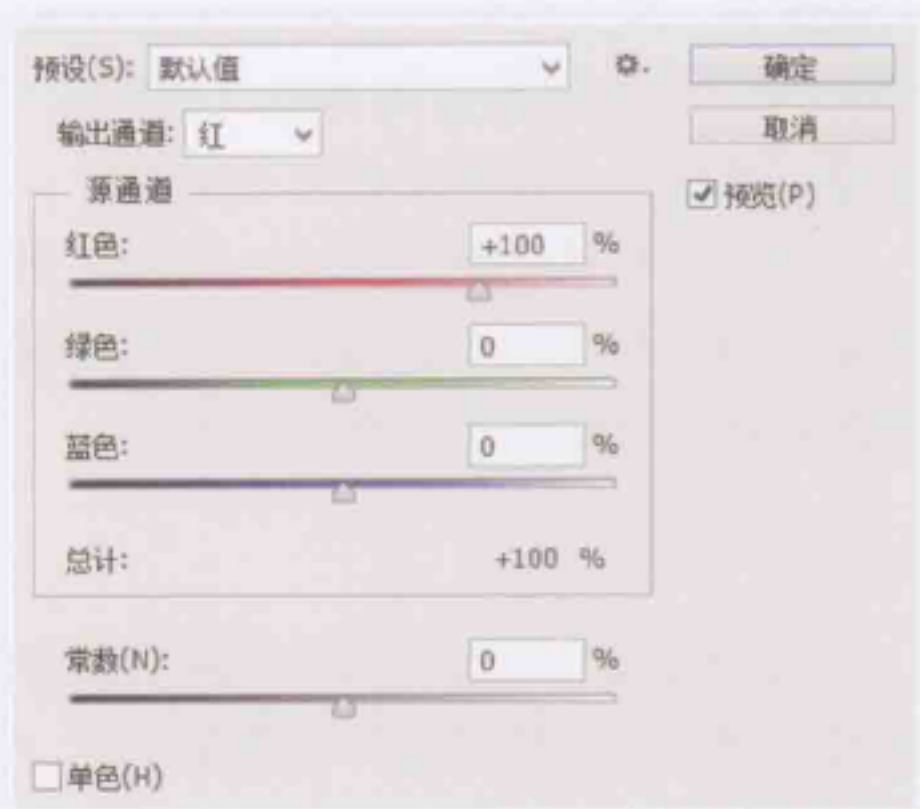 预设(S): 默认值
确定
输出通道: 红
取消
源通道
预览(P)
红色: +100 %
绿色: 0 %
蓝色: 0 %
总计: +100 %
常数(N): 0 %
单色(H)